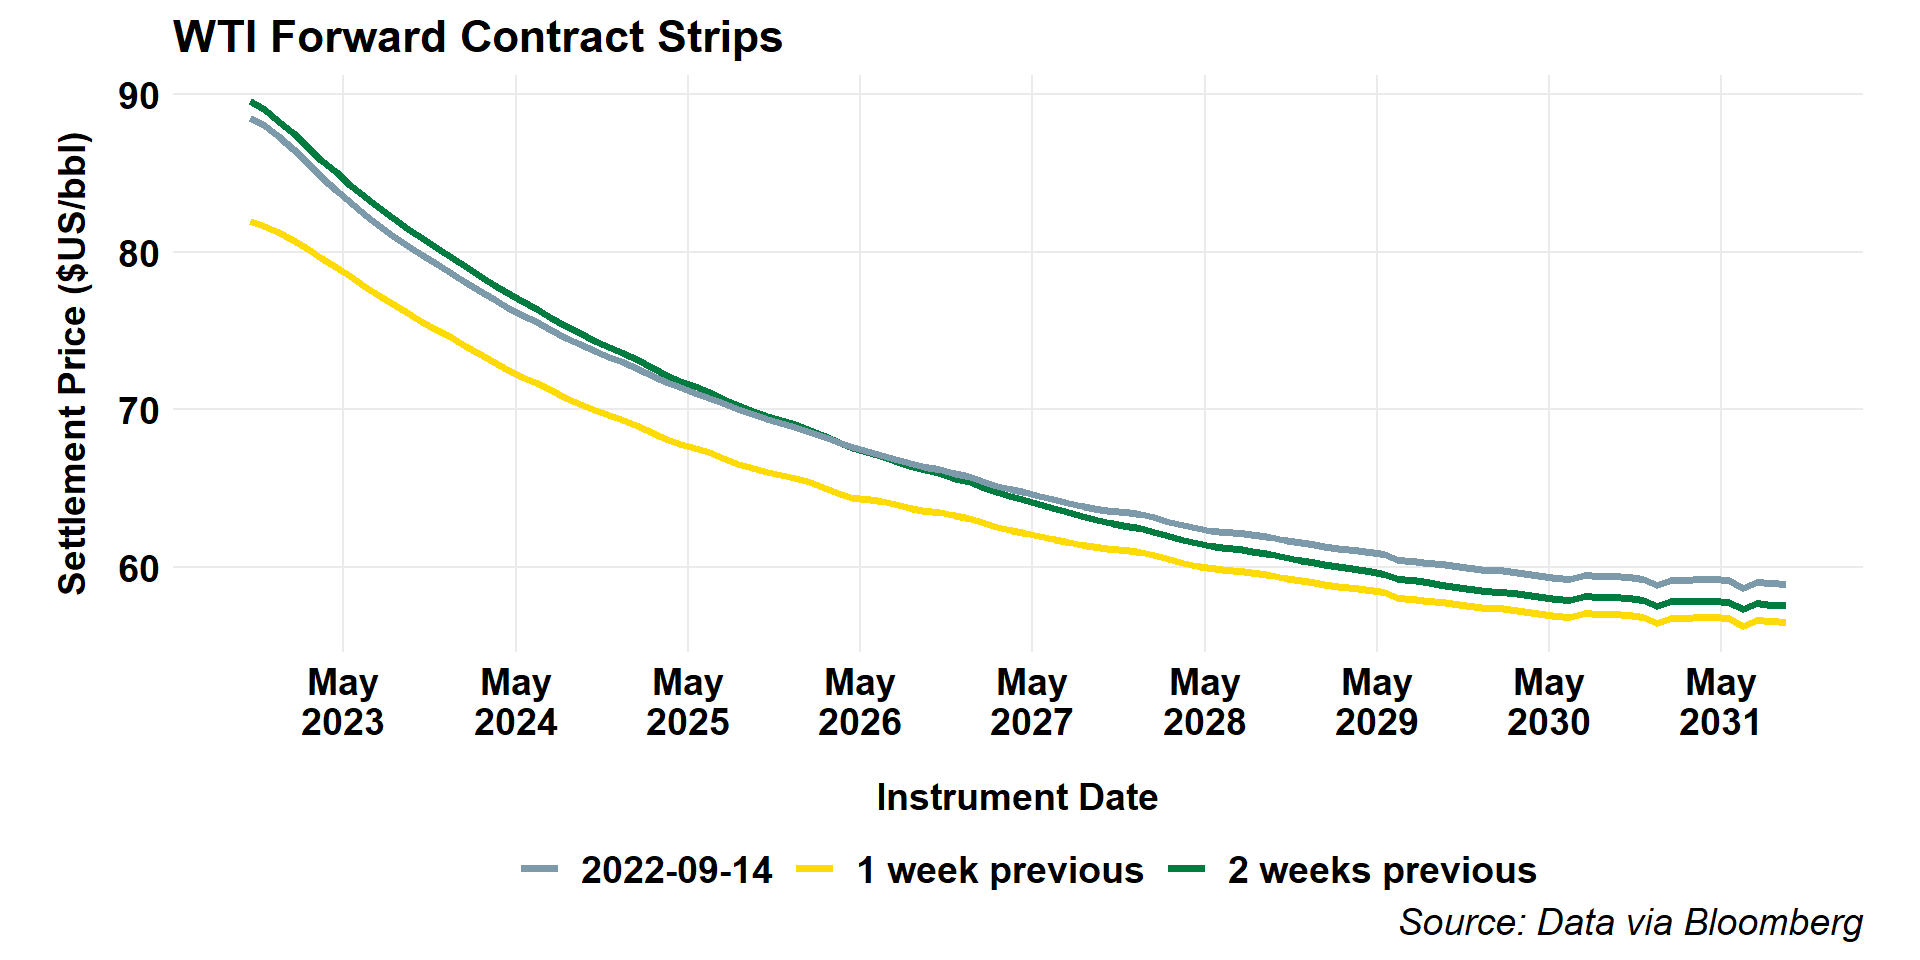 WTI Forward Contract Strips
Settlement Price ($US/bbl)
90
80
70
60
May 2023
May 2024
May 2025
May 2026
May 2027
May 2028
May 2029
May 2030
May 2031
Instrument Date
2022-09-14 1 week previous 2 weeks previous
Source: Data via Bloomberg